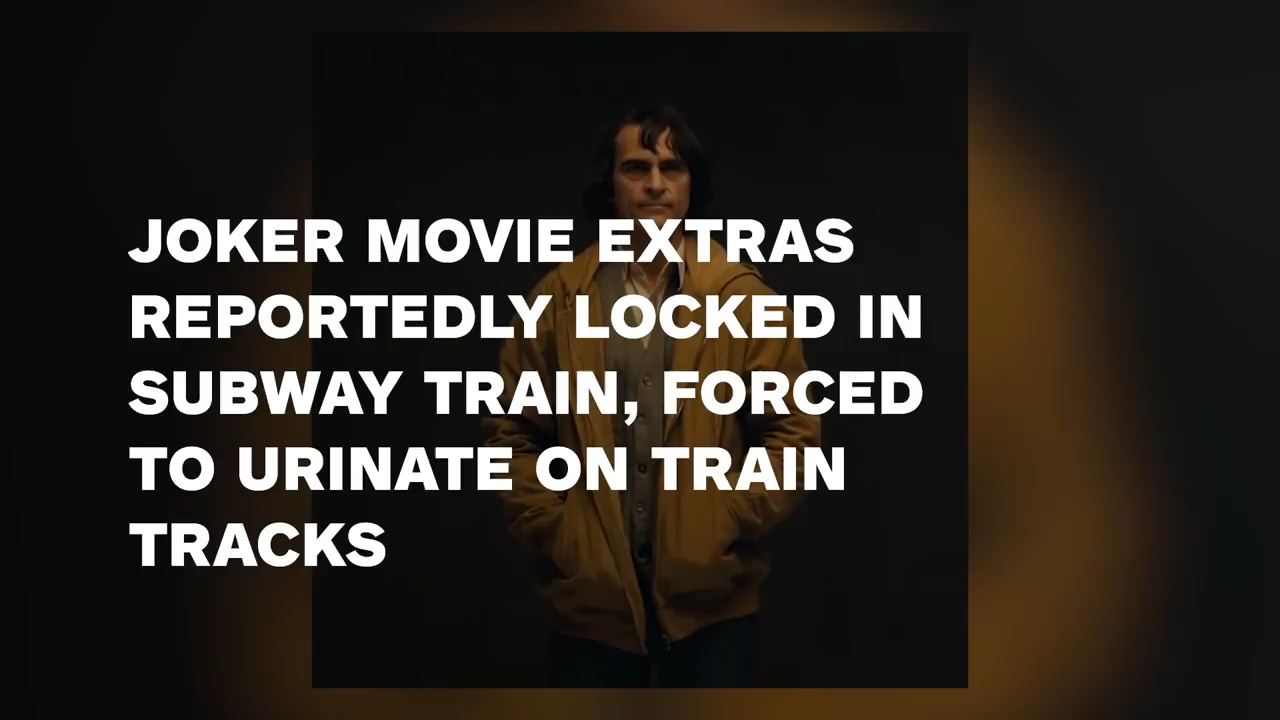 JOKER MOVIE EXTRAS
REPORTEDLY LOCKED IN
SUBWAY TRAIN, FORCED
TO URINATE ON TRAIN
TRACKS